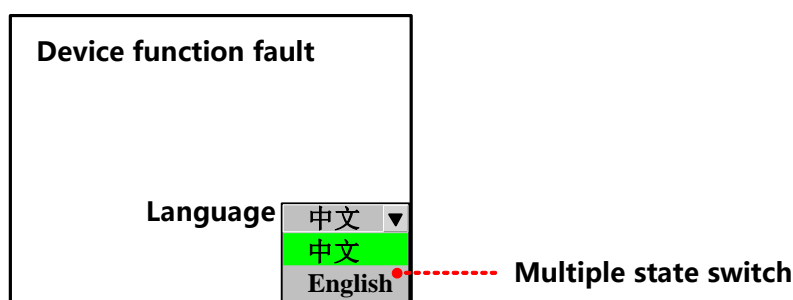 Device function fault
Language 中文
中文
English
Multiple state switch